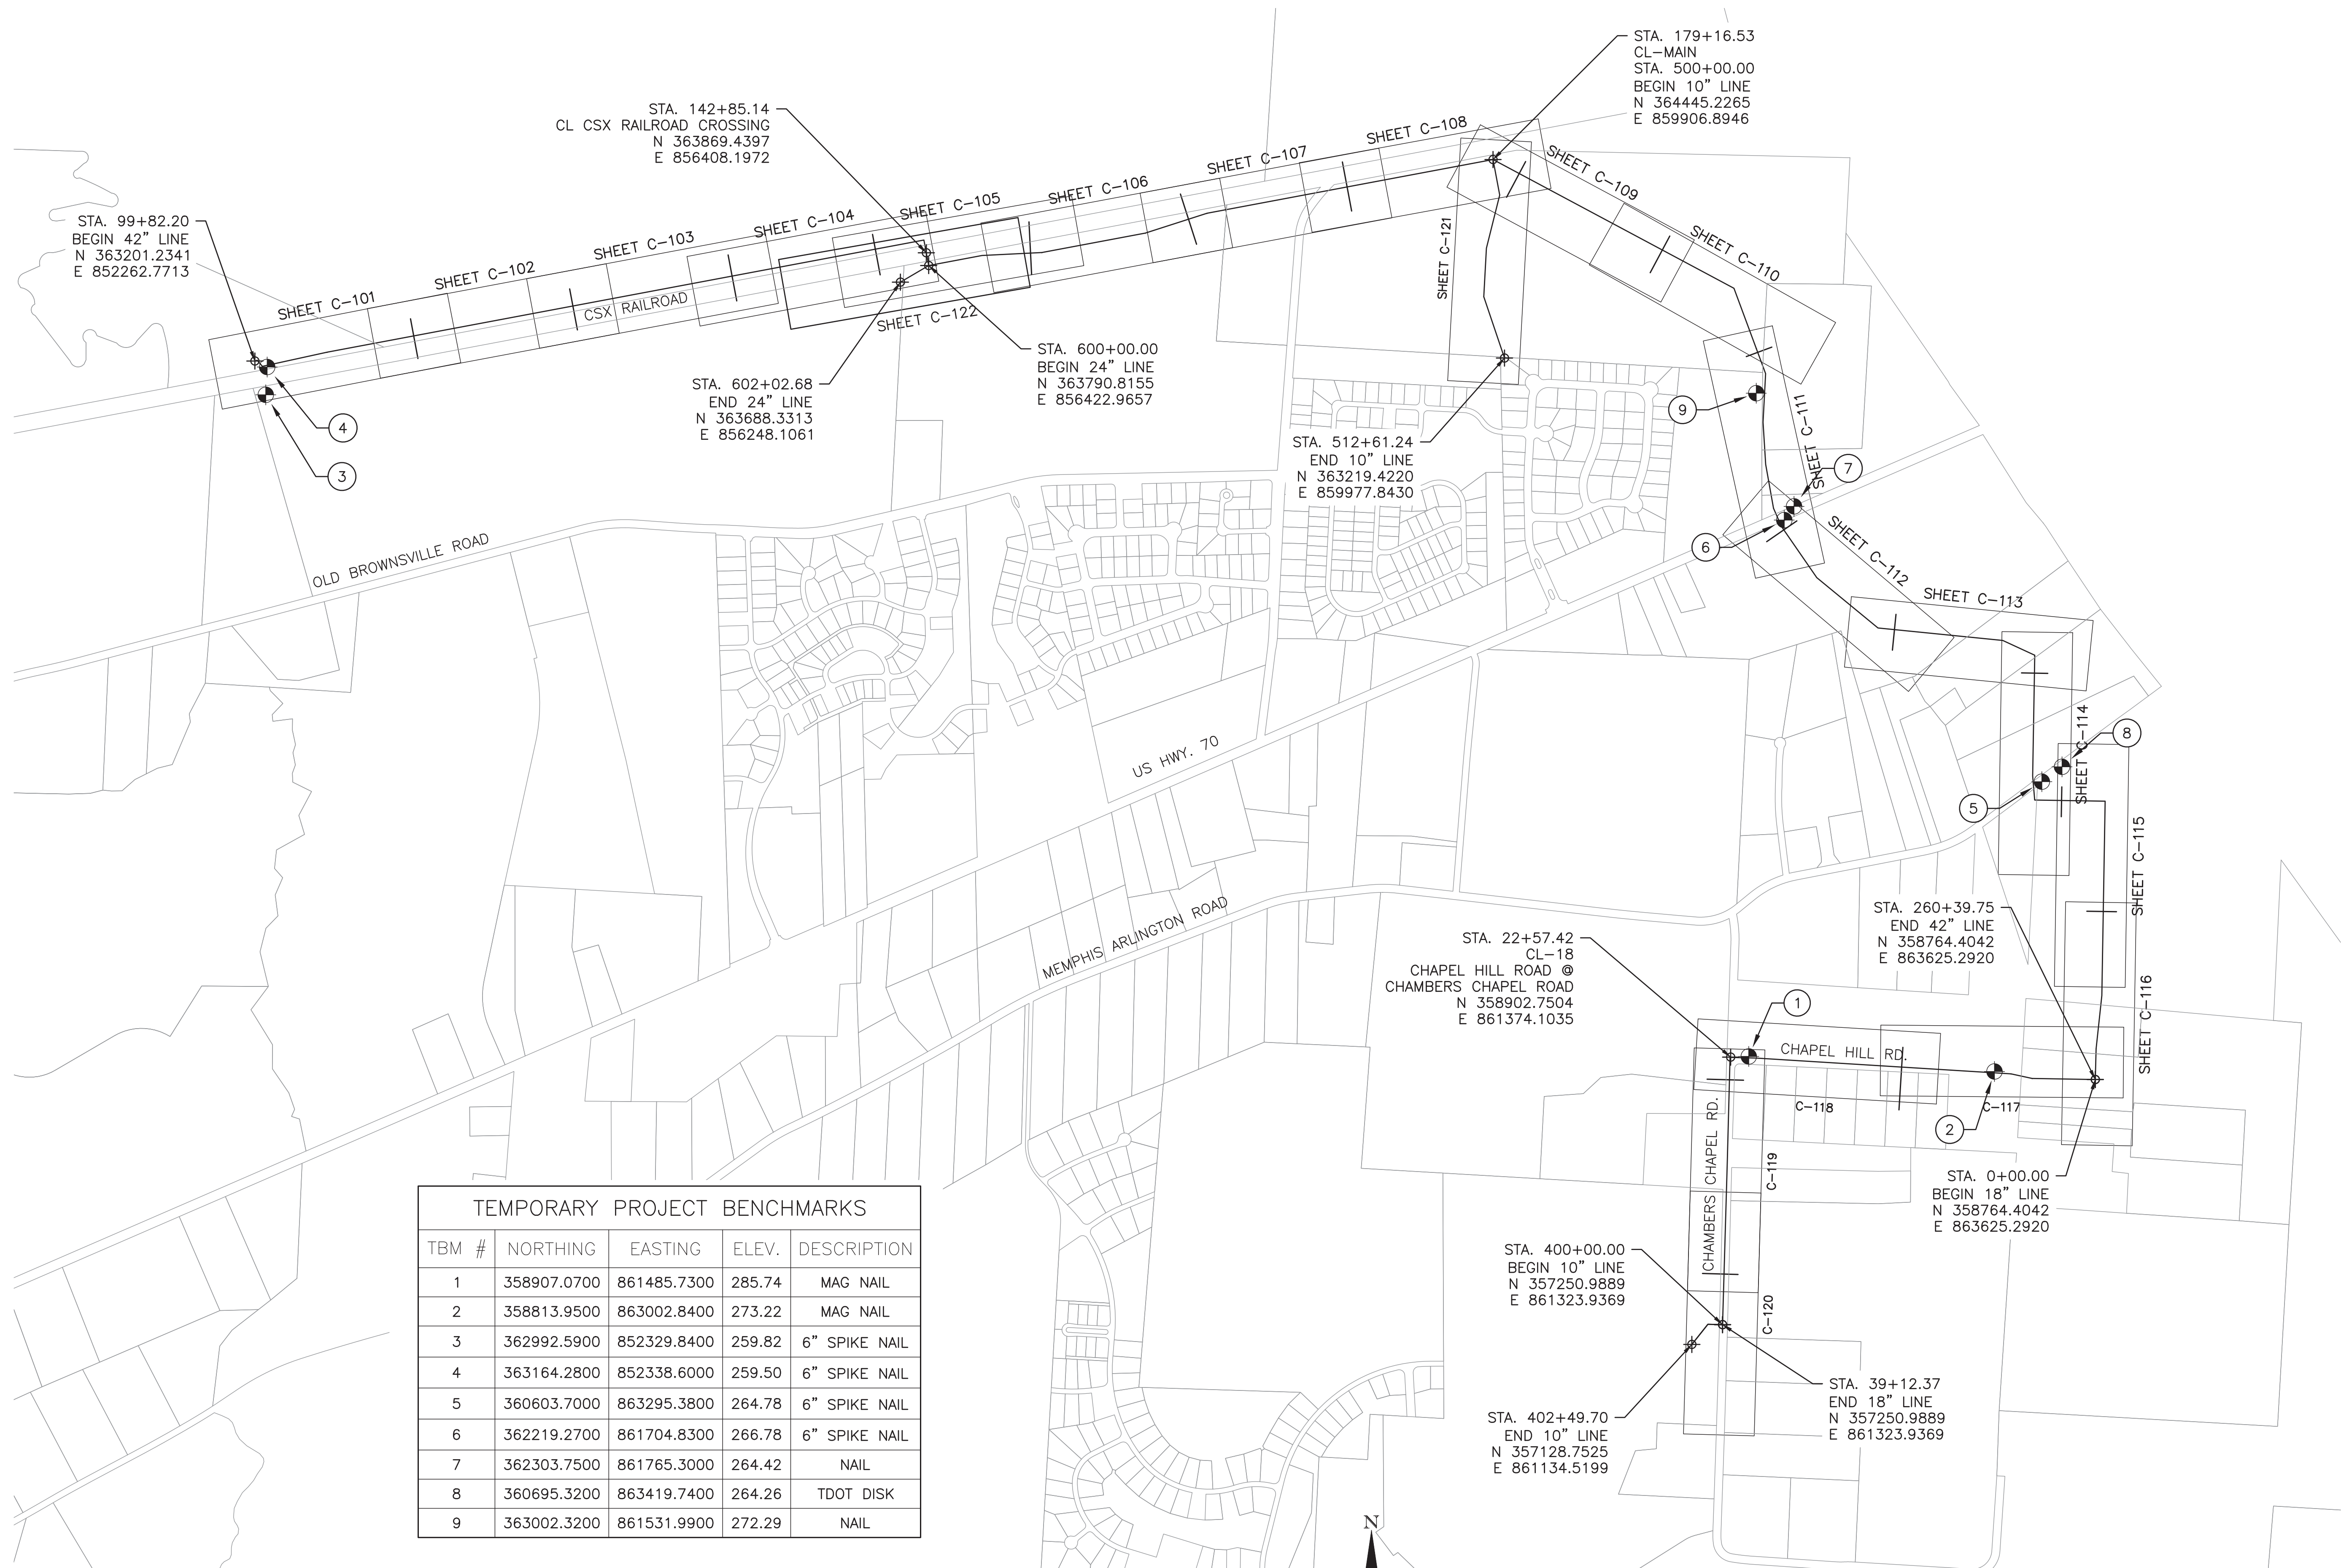 STA. 179+16.53
CL-MAIN
STA. 500+00.00
BEGIN 10" LINE
N 364445.2265
E 859906.8946
STA. 142+85.14
CL CSX RAILROAD CROSSING
N 363869.4397
E 856408.1972
STA. 99+82.20
BEGIN 42" LINE
N 363201.2341
E 852262.7713
SHEET C-101
SHEET C-102
SHEET C-103
SHEET C-104
SHEET C-105
SHEET C-106
SHEET C-107
SHEET C-108
SHEET C-109
SHEET C-110
SHEET C-121
SHEET C-122
CSX RAILROAD
STA. 600+00.00
BEGIN 24" LINE
N 363790.8155
E 856422.9657
STA. 602+02.68
END 24" LINE
N 363688.3313
E 856248.1061
4
3
9
STA. 512+61.24
END 10" LINE
N 363219.4220
E 859977.8430
SHEET C-111
7
6
SHEET C-112
SHEET C-113
OLD BROWNSVILLE ROAD
US HWY. 70
MEMPHIS ARLINGTON ROAD
SHEET C-114
8
5
SHEET C-115
SHEET C-116
STA. 260+39.75
END 42" LINE
N 358764.4042
E 863625.2920
STA. 22+57.42
CL-18
CHAPEL HILL ROAD @
CHAMBERS CHAPEL ROAD
N 358902.7504
E 861374.1035
1
CHAPEL HILL RD.
C-118
C-117
2
CHAMBERS CHAPEL RD.
C-119
C-120
STA. 0+00.00
BEGIN 18" LINE
N 358764.4042
E 863625.2920
STA. 400+00.00
BEGIN 10" LINE
N 357250.9889
E 861323.9369
STA. 39+12.37
END 18" LINE
N 357250.9889
E 861323.9369
STA. 402+49.70
END 10" LINE
N 357128.7525
E 861134.5199
TEMPORARY PROJECT BENCHMARKS
TBM # NORTHING EASTING ELEV. DESCRIPTION
1 358907.0700 861485.7300 285.74 MAG NAIL
2 358813.9500 863002.8400 273.22 MAG NAIL
3 362992.5900 852329.8400 259.82 6" SPIKE NAIL
4 363164.2800 852338.6000 259.50 6" SPIKE NAIL
5 360603.7000 863295.3800 264.78 6" SPIKE NAIL
6 362219.2700 861704.8300 266.78 6" SPIKE NAIL
7 362303.7500 861765.3000 264.42 NAIL
8 360695.3200 863419.7400 264.26 TDOT DISK
9 363002.3200 861531.9900 272.29 NAIL
N